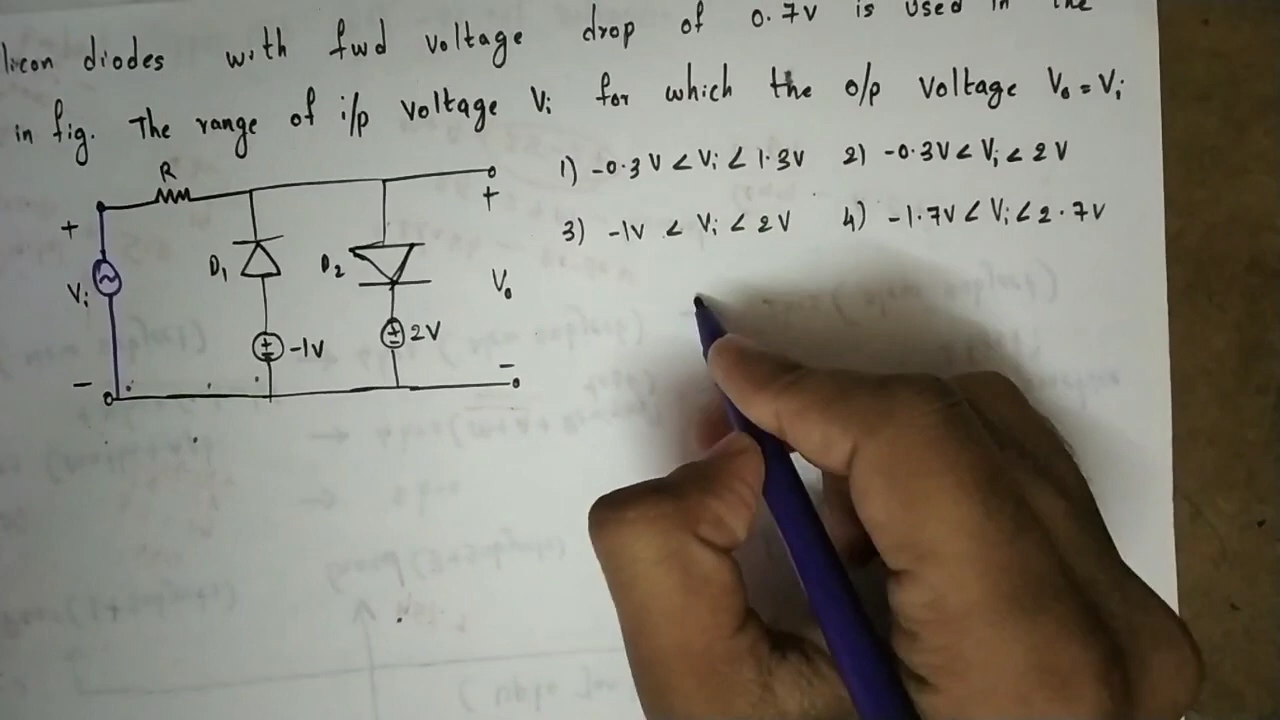 licon diodes with fwd voltage drop of 0.7v is used in the
in fig. The range of i/p voltage Vi for which the o/p voltage Vo = Vi
1) -0.3V < Vi < 1.3V 2) -0.3V < Vi < 2V
3) -1V < Vi < 2V 4) -1.7V < Vi < 2.7V
R
+ +
D1 D2
Vi Vo
+ - -1V + - 2V
- -